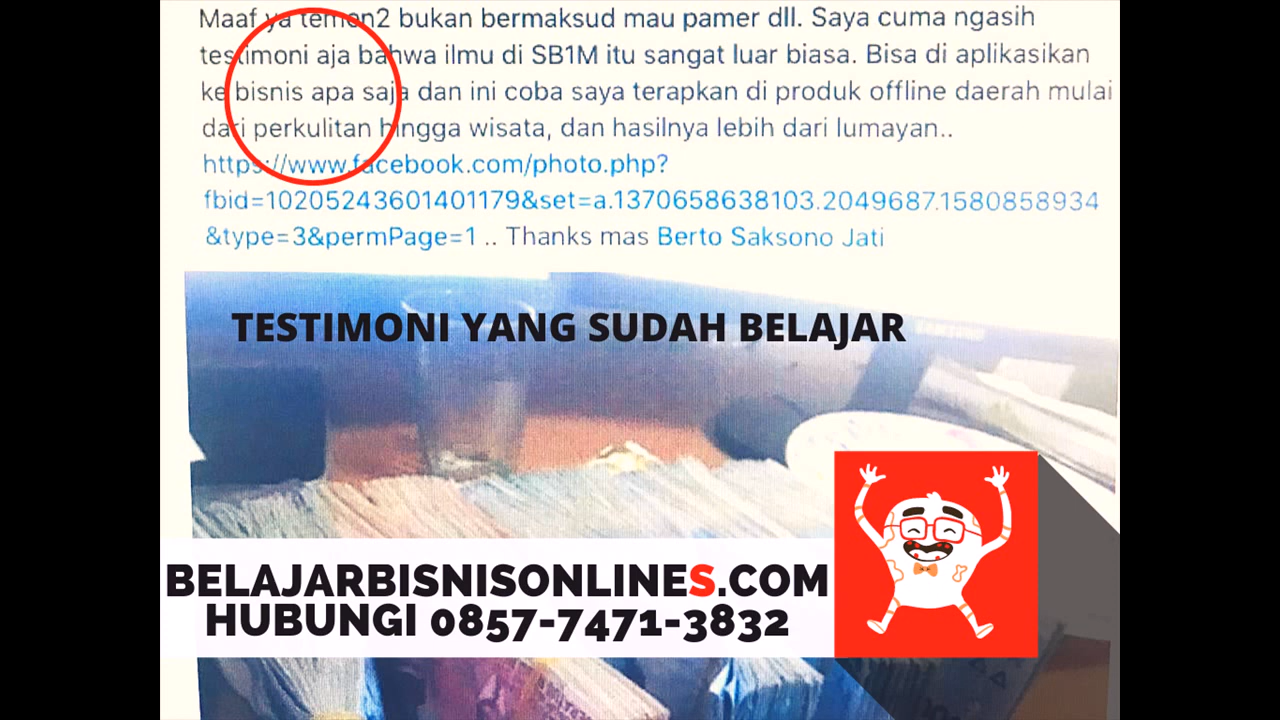 Maaf ya temen2 bukan bermaksud mau pamer dll. Saya cuma ngasih
testimoni aja bahwa ilmu di SB1M itu sangat luar biasa. Bisa di aplikasikan
ke bisnis apa saja dan ini coba saya terapkan di produk offline daerah mulai
dari perkulitan hingga wisata, dan hasilnya lebih dari lumayan..
https://www.facebook.com/photo.php?
fbid=10205243601401179&set=a.1370658638103.2049687.1580858934
&type=3&permPage=1 .. Thanks mas Berto Saksono Jati
SAMSUNG
TESTIMONI YANG SUDAH BELAJAR
BELAJARBISNISONLINES.COM
HUBUNGI 0857-7471-3832